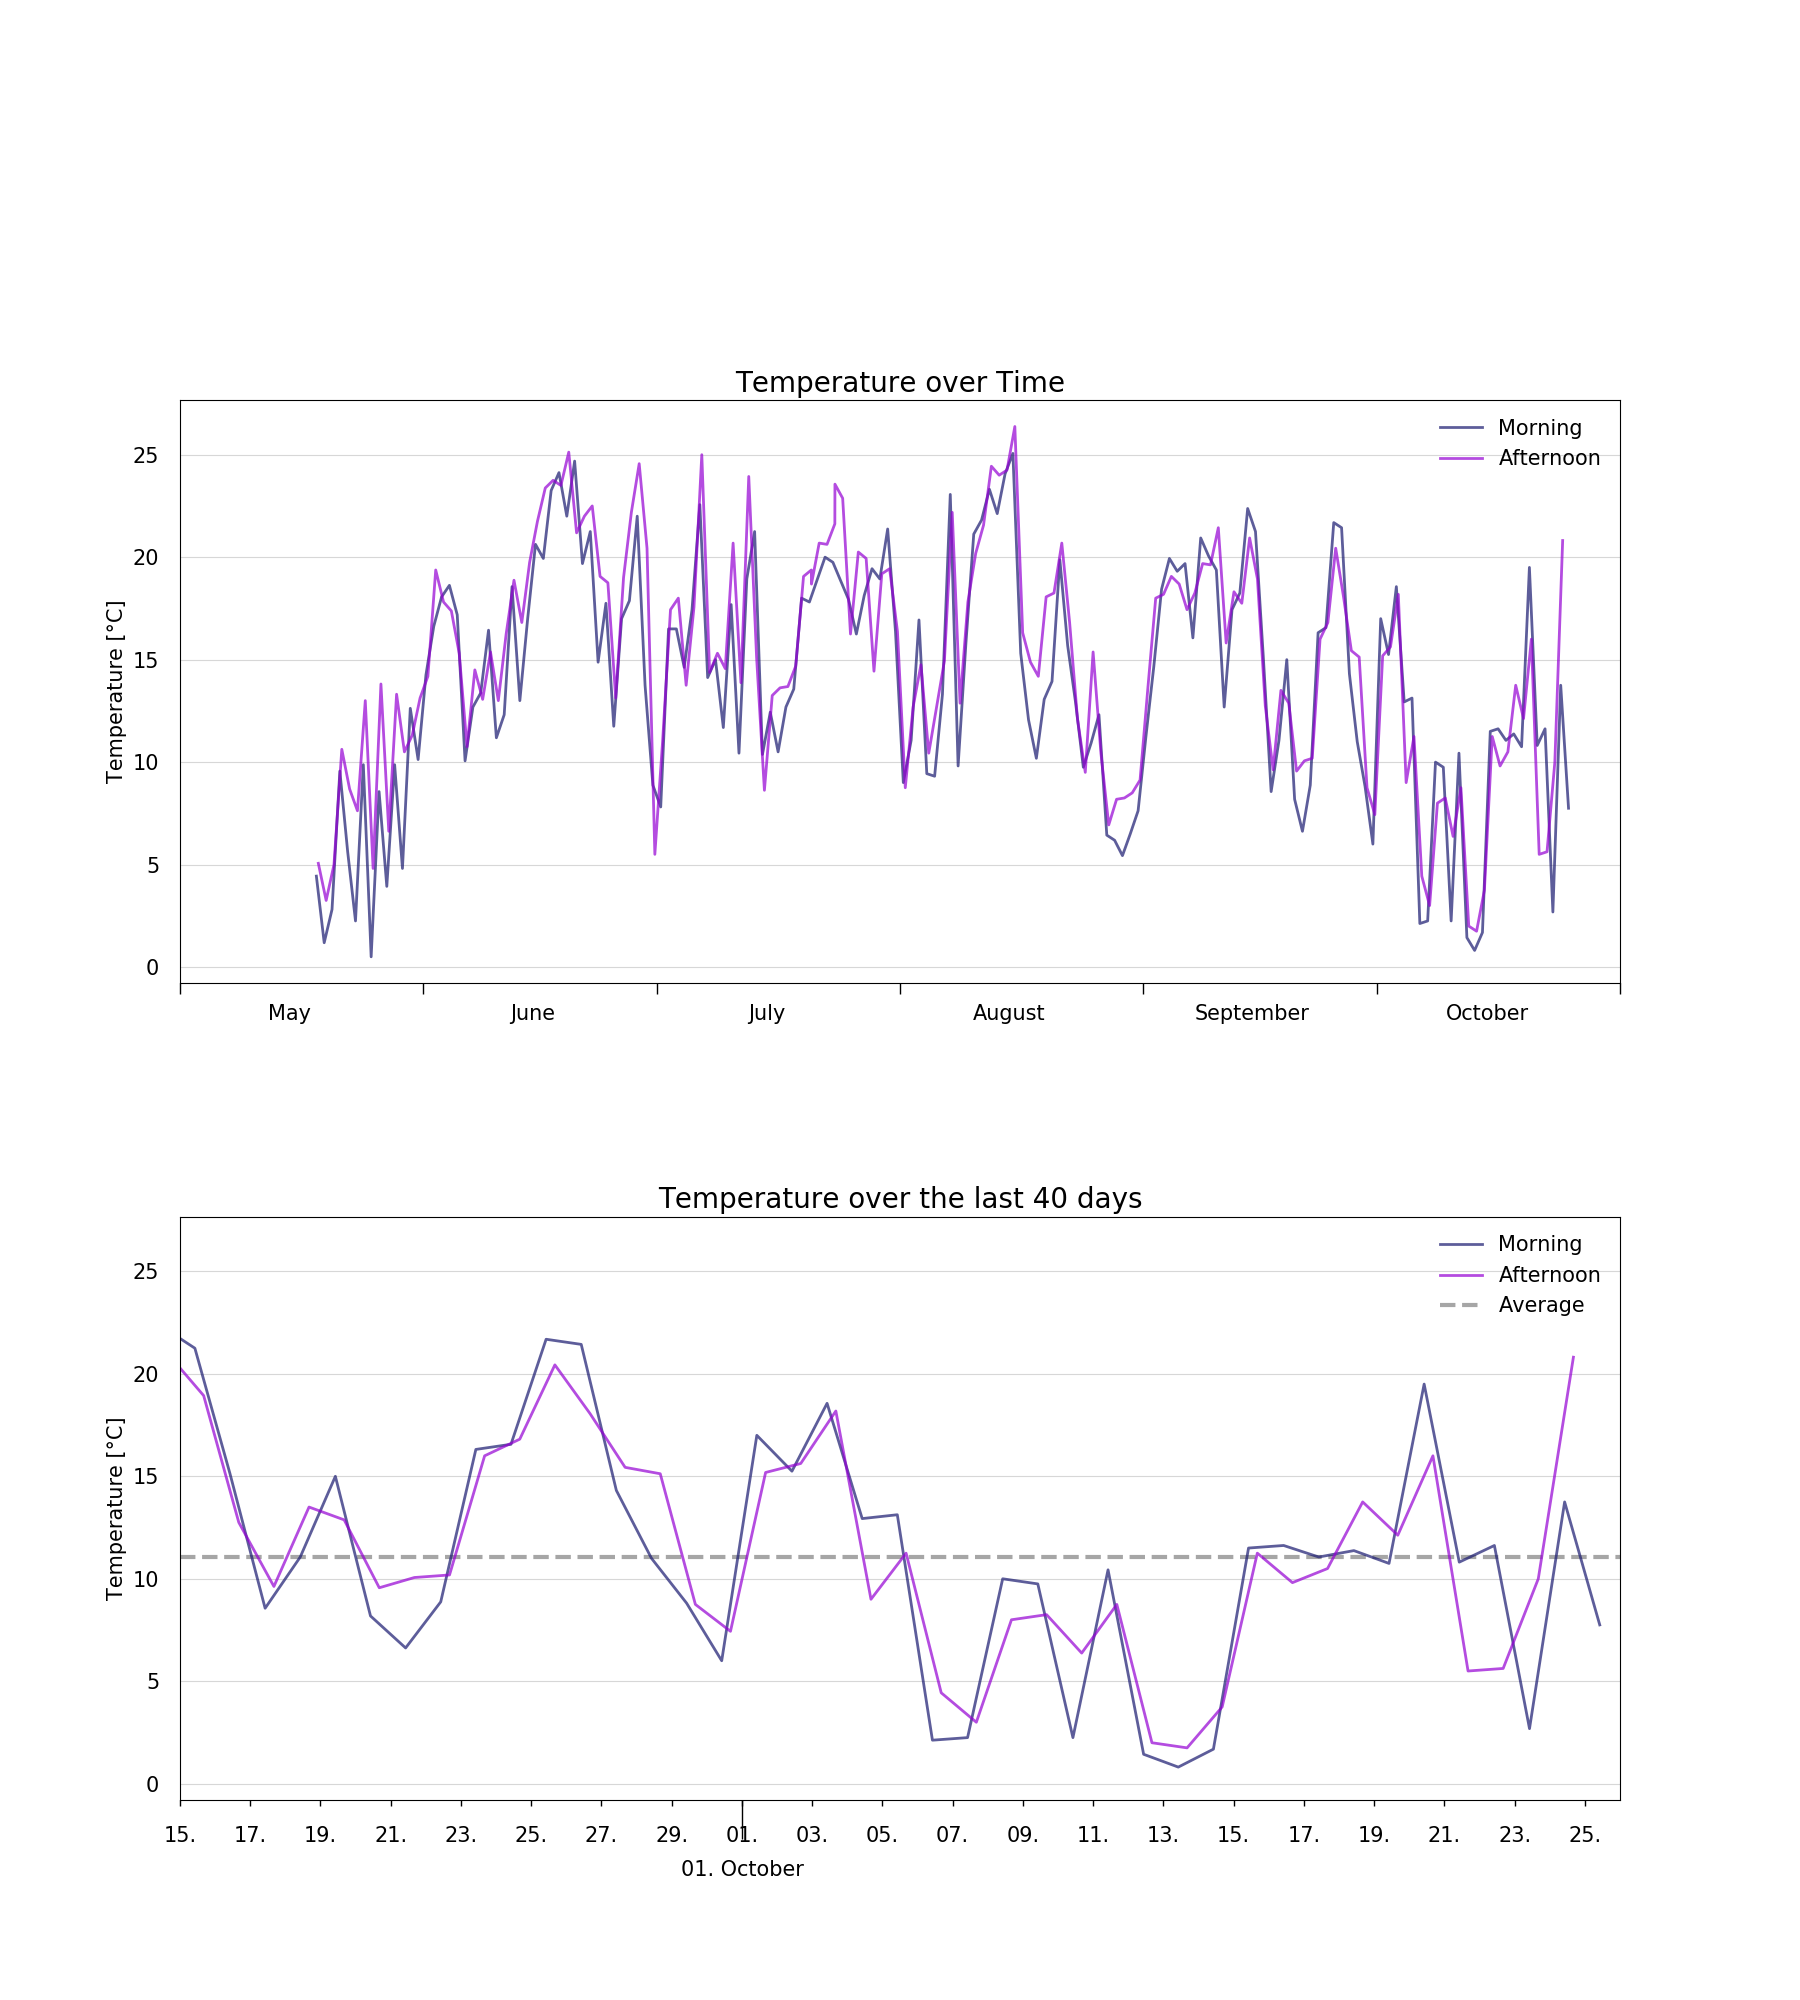 Temperature over Time
Morning
Afternoon
Temperature [°C]
25
20
15
10
5
0
May June July August September October
Temperature over the last 40 days
Morning
Afternoon
Average
Temperature [°C]
25
20
15
10
5
0
15. 17. 19. 21. 23. 25. 27. 29. 01. 03. 05. 07. 09. 11. 13. 15. 17. 19. 21. 23. 25.
01. October